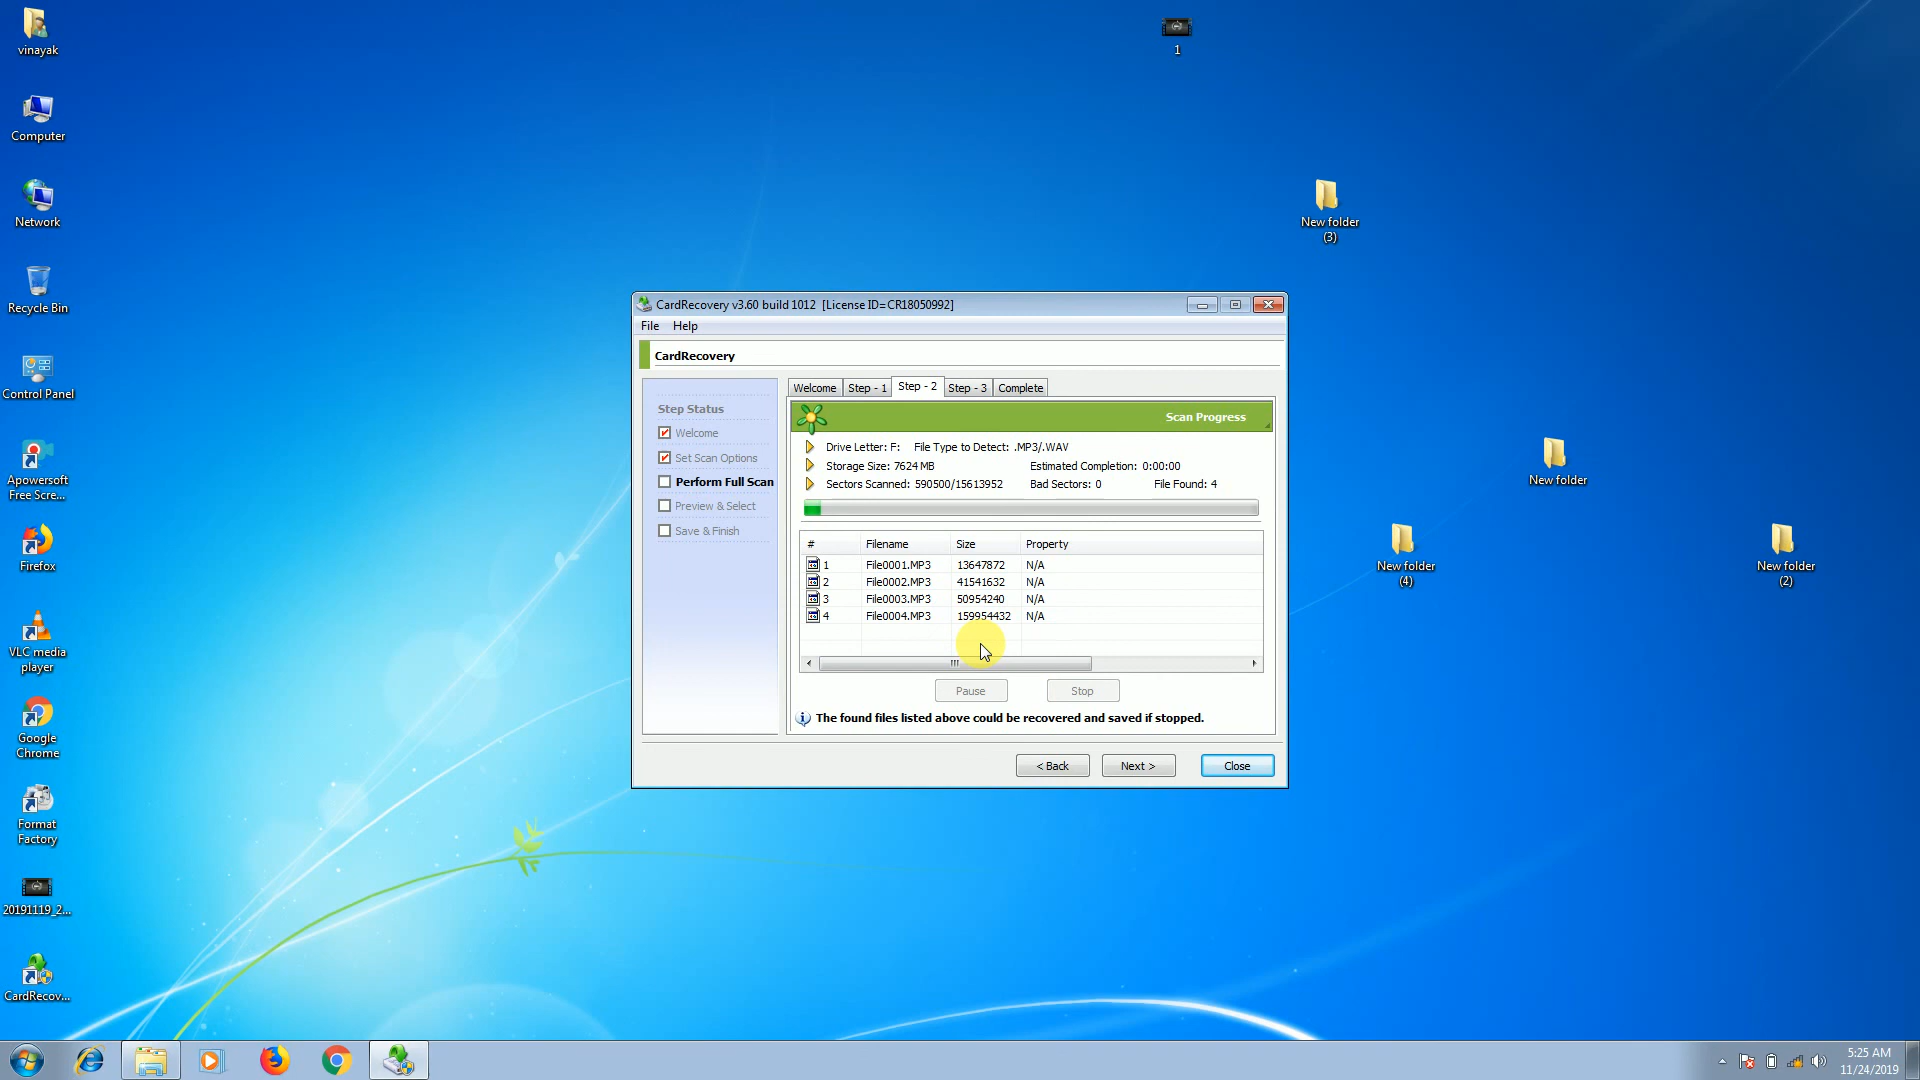 vinayak
Computer
Network
Recycle Bin
Control Panel
Apowersoft
Free Scre...
Firefox
VLC media
player
Google
Chrome
Format
Factory
20191119_2...
CardRecov...
1
New folder
(3)
New folder
New folder
(4)
New folder
(2)
CardRecovery v3.60 build 1012 [License ID=CR18050992]
File Help
CardRecovery
Step Status
Welcome
Set Scan Options
Perform Full Scan
Preview & Select
Save & Finish
Welcome Step - 1 Step - 2 Step - 3 Complete
Scan Progress
Drive Letter: F: File Type to Detect: .MP3/.WAV
Storage Size: 7624 MB Estimated Completion: 0:00:00
Sectors Scanned: 590500/15613952 Bad Sectors: 0 File Found: 4
# Filename Size Property
1 File0001.MP3 13647872 N/A
2 File0002.MP3 41541632 N/A
3 File0003.MP3 50954240 N/A
4 File0004.MP3 159954432 N/A
Pause Stop
The found files listed above could be recovered and saved if stopped.
< Back Next > Close
5:25 AM
11/24/2019